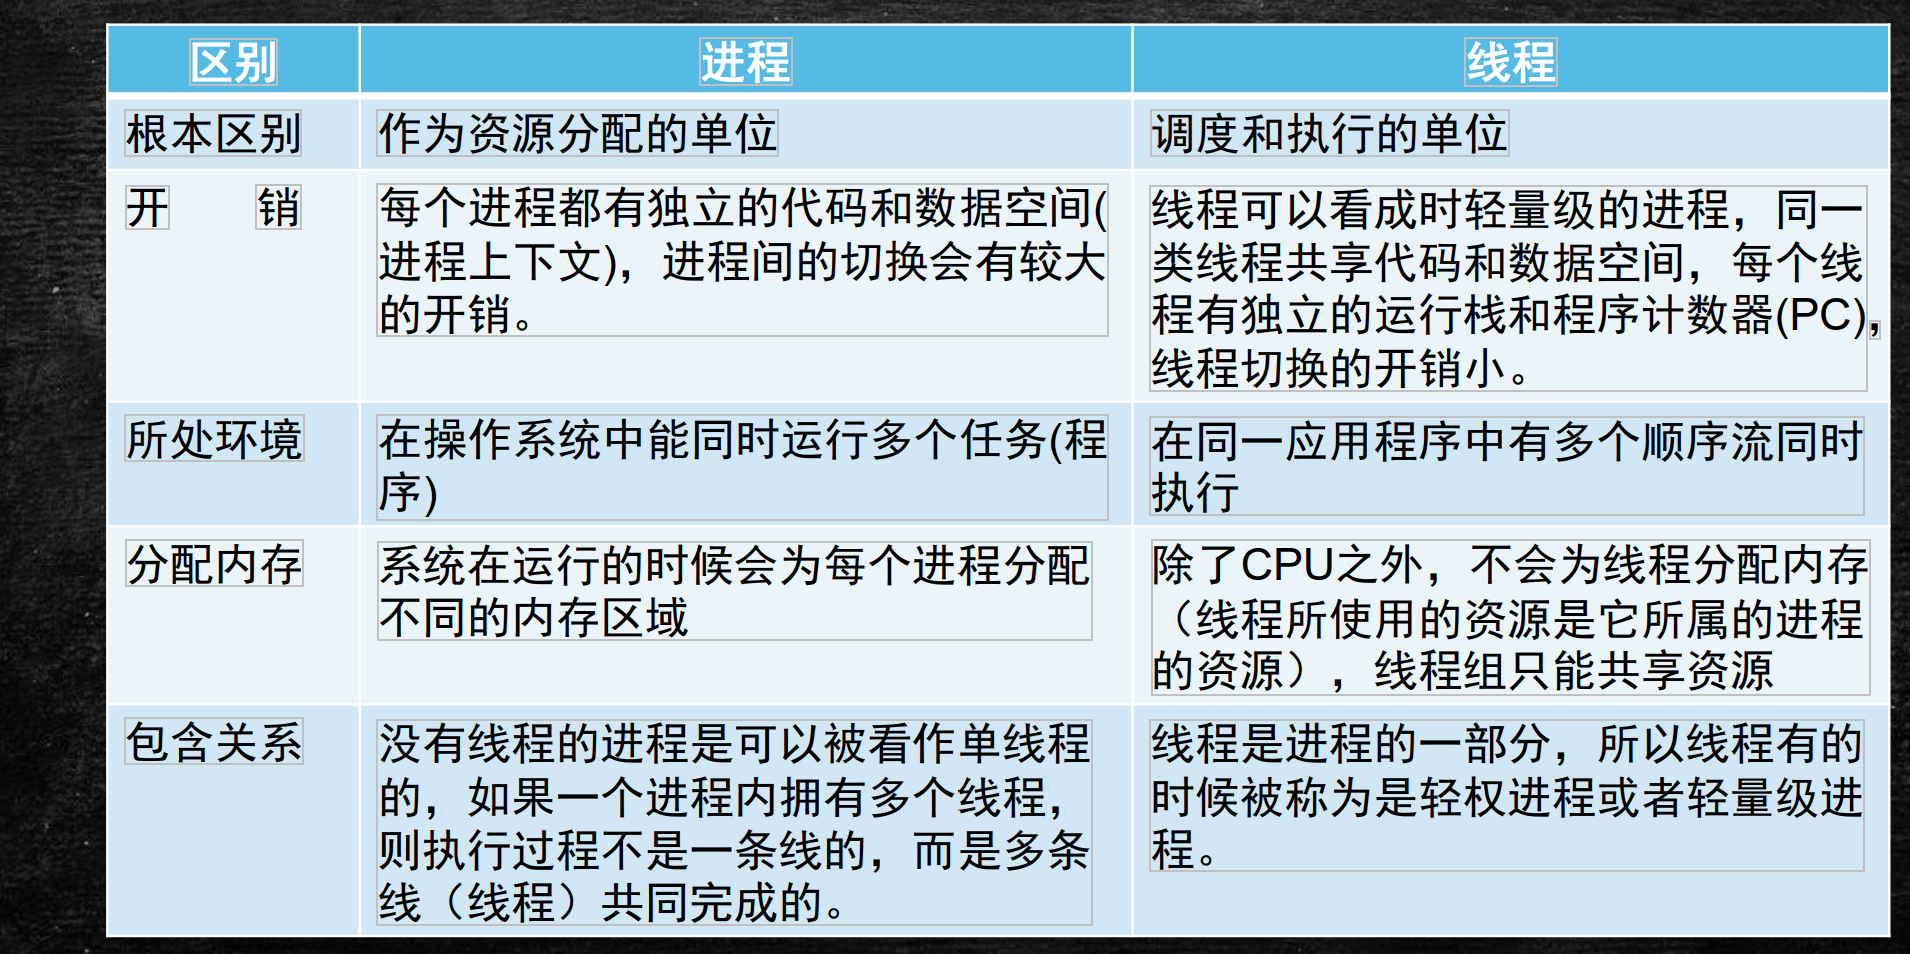 区别 进程 线程
根本区别 作为资源分配的单位 调度和执行的单位
开 销
每个进程都有独立的代码和数据空间(
进程上下文)，进程间的切换会有较大
的开销。
线程可以看成时轻量级的进程，同一
类线程共享代码和数据空间，每个线
程有独立的运行栈和程序计数器(PC)，
线程切换的开销小。
所处环境
在操作系统中能同时运行多个任务(程
序)
在同一应用程序中有多个顺序流同时
执行
分配内存
系统在运行的时候会为每个进程分配
不同的内存区域
除了CPU之外，不会为线程分配内存
（线程所使用的资源是它所属的进程
的资源），线程组只能共享资源
包含关系
没有线程的进程是可以被看作单线程
的，如果一个进程内拥有多个线程，
则执行过程不是一条线的，而是多条
线（线程）共同完成的。
线程是进程的一部分，所以线程有的
时候被称为是轻权进程或者轻量级进
程。